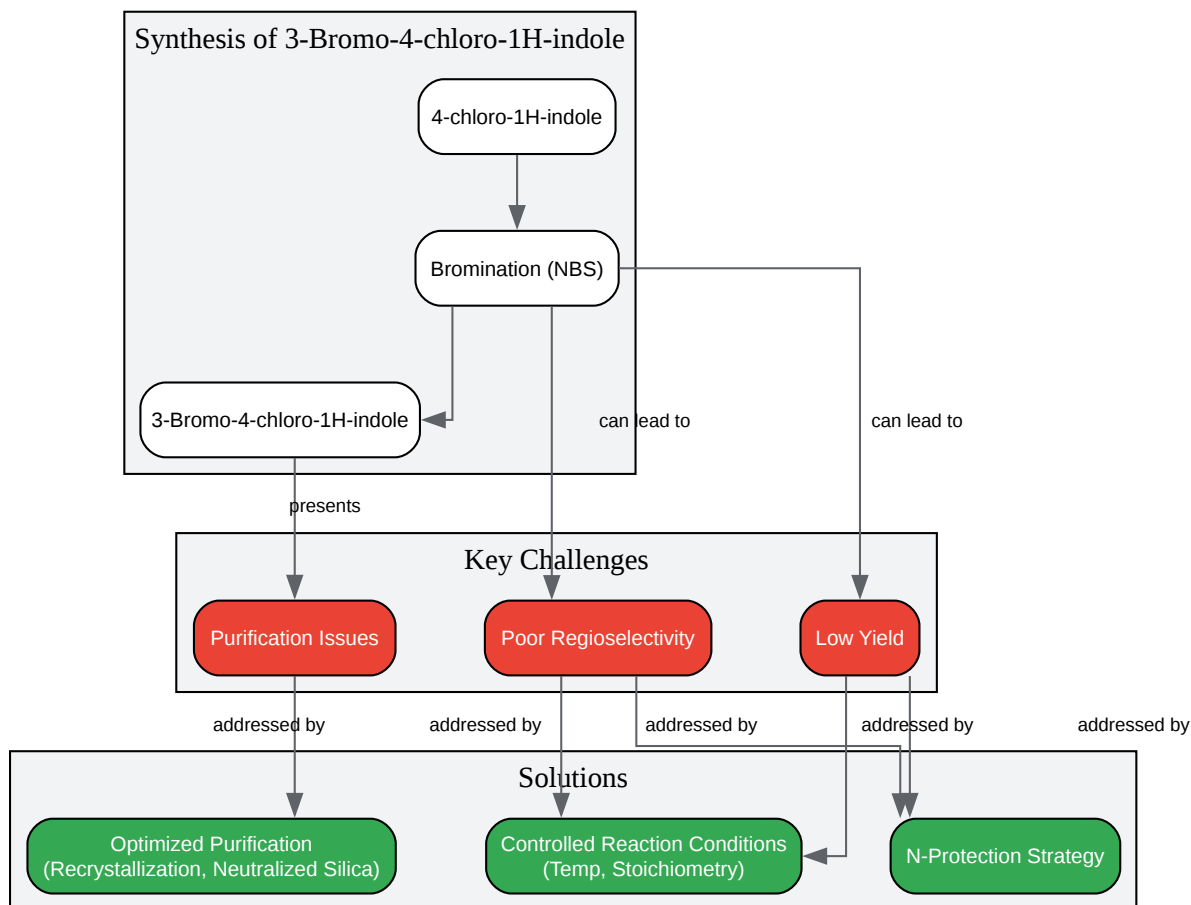 Synthesis of 3-Bromo-4-chloro-1H-indole
4-chloro-1H-indole
Bromination (NBS)
3-Bromo-4-chloro-1H-indole
can lead to
can lead to
presents
Key Challenges
Purification Issues
Poor Regioselectivity
Low Yield
addressed by
addressed by
addressed by
addressed by
addressed by
Solutions
Optimized Purification
(Recrystallization, Neutralized Silica)
Controlled Reaction Conditions
(Temp, Stoichiometry)
N-Protection Strategy